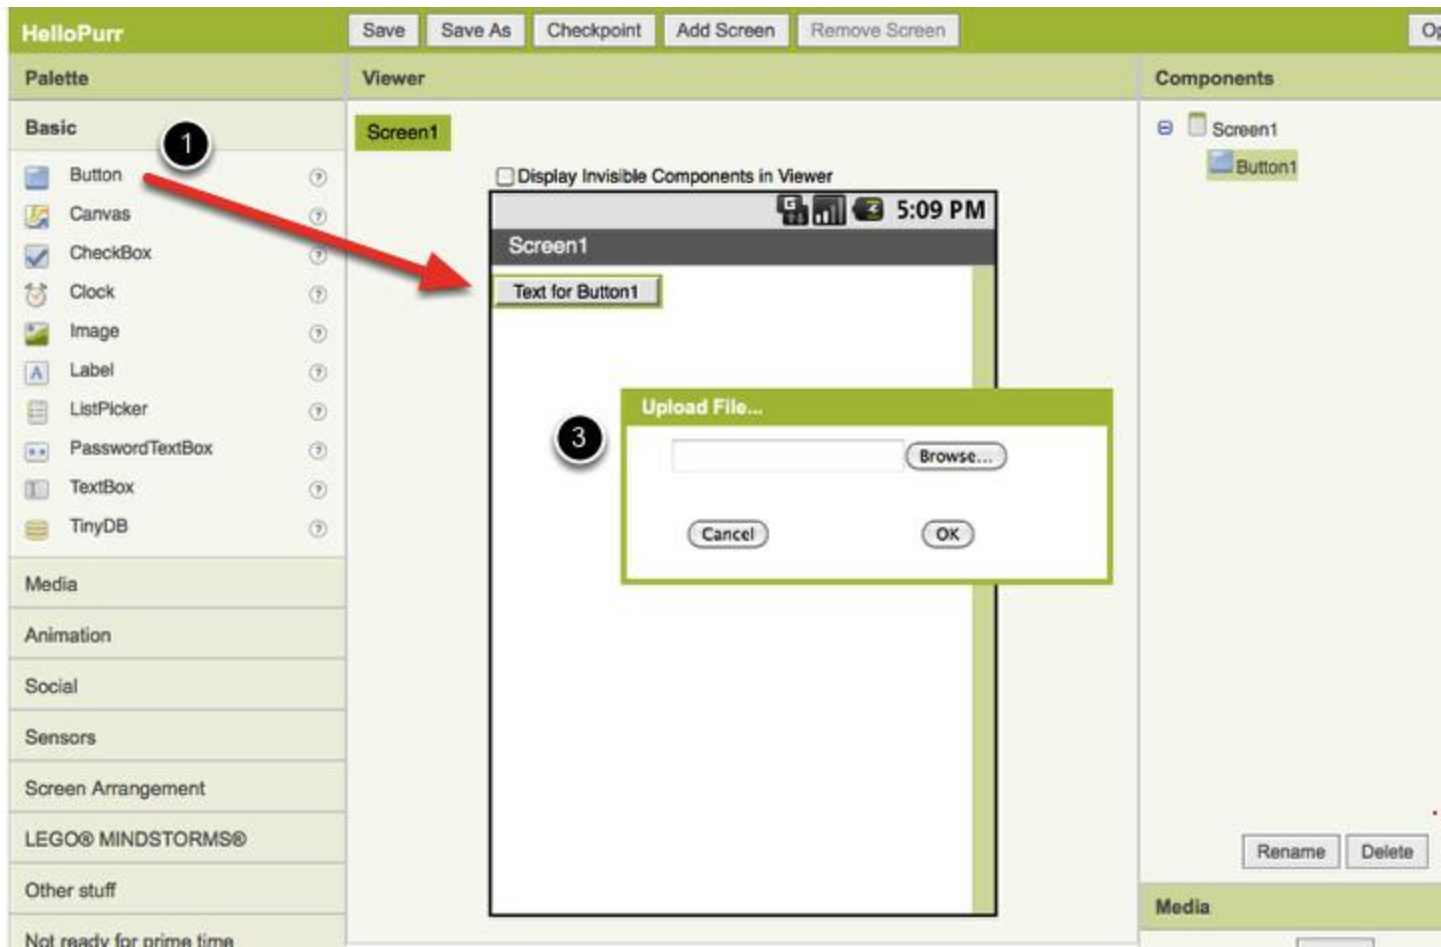 HelloPurr
Save
Save As
Checkpoint
Add Screen
Remove Screen
Palette
Viewer
Components
Basic
1
Button
Canvas
CheckBox
Clock
Image
Label
ListPicker
PasswordTextBox
TextBox
TinyDB
Media
Animation
Social
Sensors
Screen Arrangement
LEGO® MINDSTORMS®
Other stuff
Not ready for prime time
Screen1
Display Invisible Components in Viewer
5:09 PM
Screen1
Text for Button1
3
Upload File...
Browse...
Cancel
OK
Screen1
Button1
Rename
Delete
Media